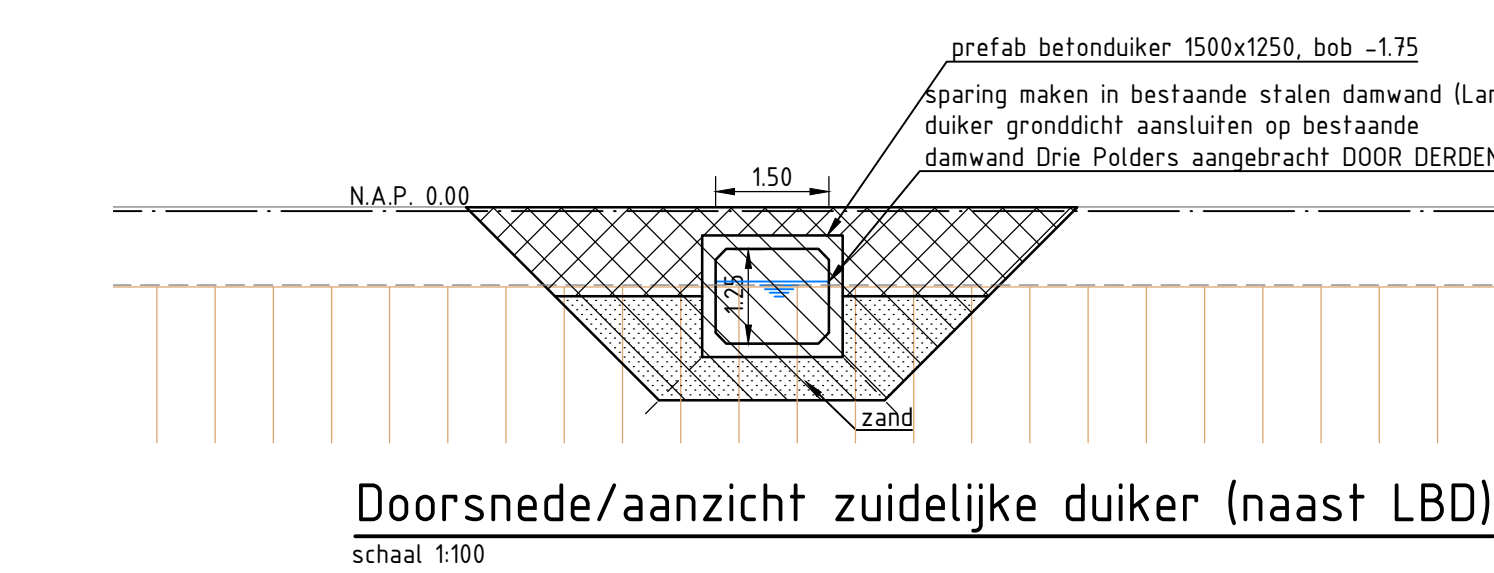 prefab betonduiker 1500x1250, bob -1.75
sparing maken in bestaande stalen damwand
duiker gronddicht aansluiten op bestaande
damwand Drie Polders aangebracht DOOR DERDEN
1.50
N.A.P. 0.00
1.25
zand
Doorsnede/aanzicht zuidelijke duiker (naast LBD)
schaal 1:100